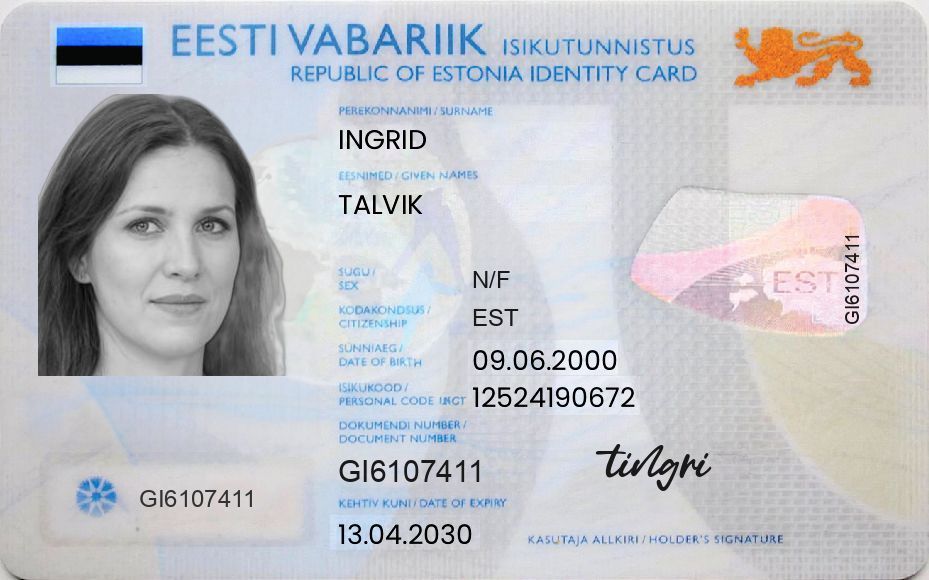 EESTI VABARIIK ISIKUTUNNISTUS
REPUBLIC OF ESTONIA IDENTITY CARD
PEREKONNANIMI / SURNAME
INGRID
EESNIMED / GIVEN NAMES
TALVIK
SUGU /
SEX
N/F
KODAKONDSUS /
CITIZENSHIP
EST
SÜNNIAEG /
DATE OF BIRTH
09.06.2000
ISIKUKOOD /
PERSONAL CODE
12524190672
DOKUMENDI NUMBER /
DOCUMENT NUMBER
GI6107411
KEHTIV KUNI / DATE OF EXPIRY
13.04.2030
EST
GI6107411
GI6107411
tingri
KASUTAJA ALLKIRI / HOLDER'S SIGNATURE